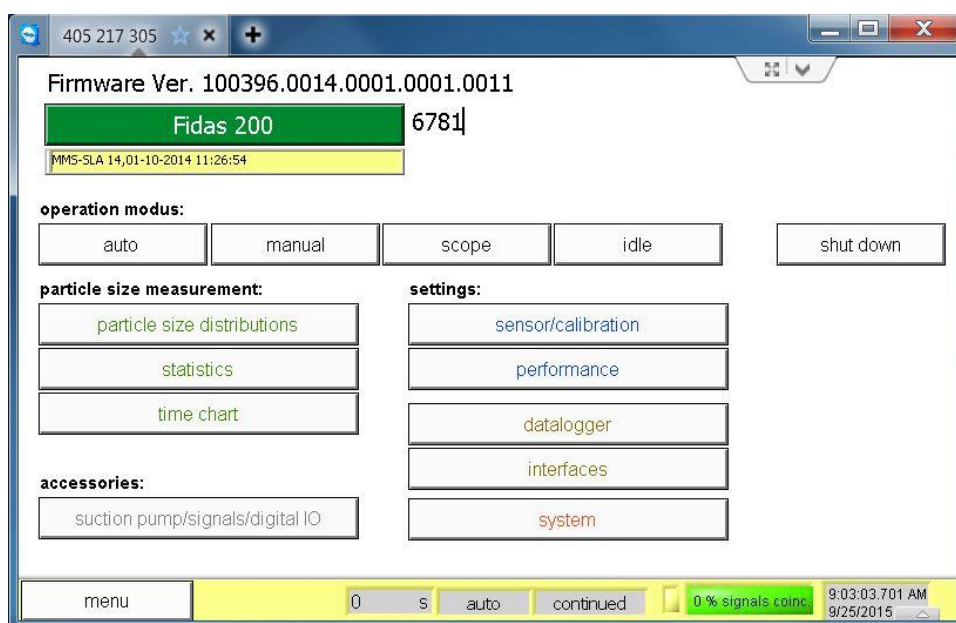 405 217 305
Firmware Ver. 100396.0014.0001.0001.0011
Fidas 200 6781
MMS-SLA 14,01-10-2014 11:26:54
operation modus:
auto manual scope idle shut down
particle size measurement: settings:
particle size distributions sensor/calibration
statistics performance
time chart datalogger
interfaces
accessories:
suction pump/signals/digital IO system
menu 0 s auto continued 0 % signals coinc. 9:03:03.701 AM
9/25/2015